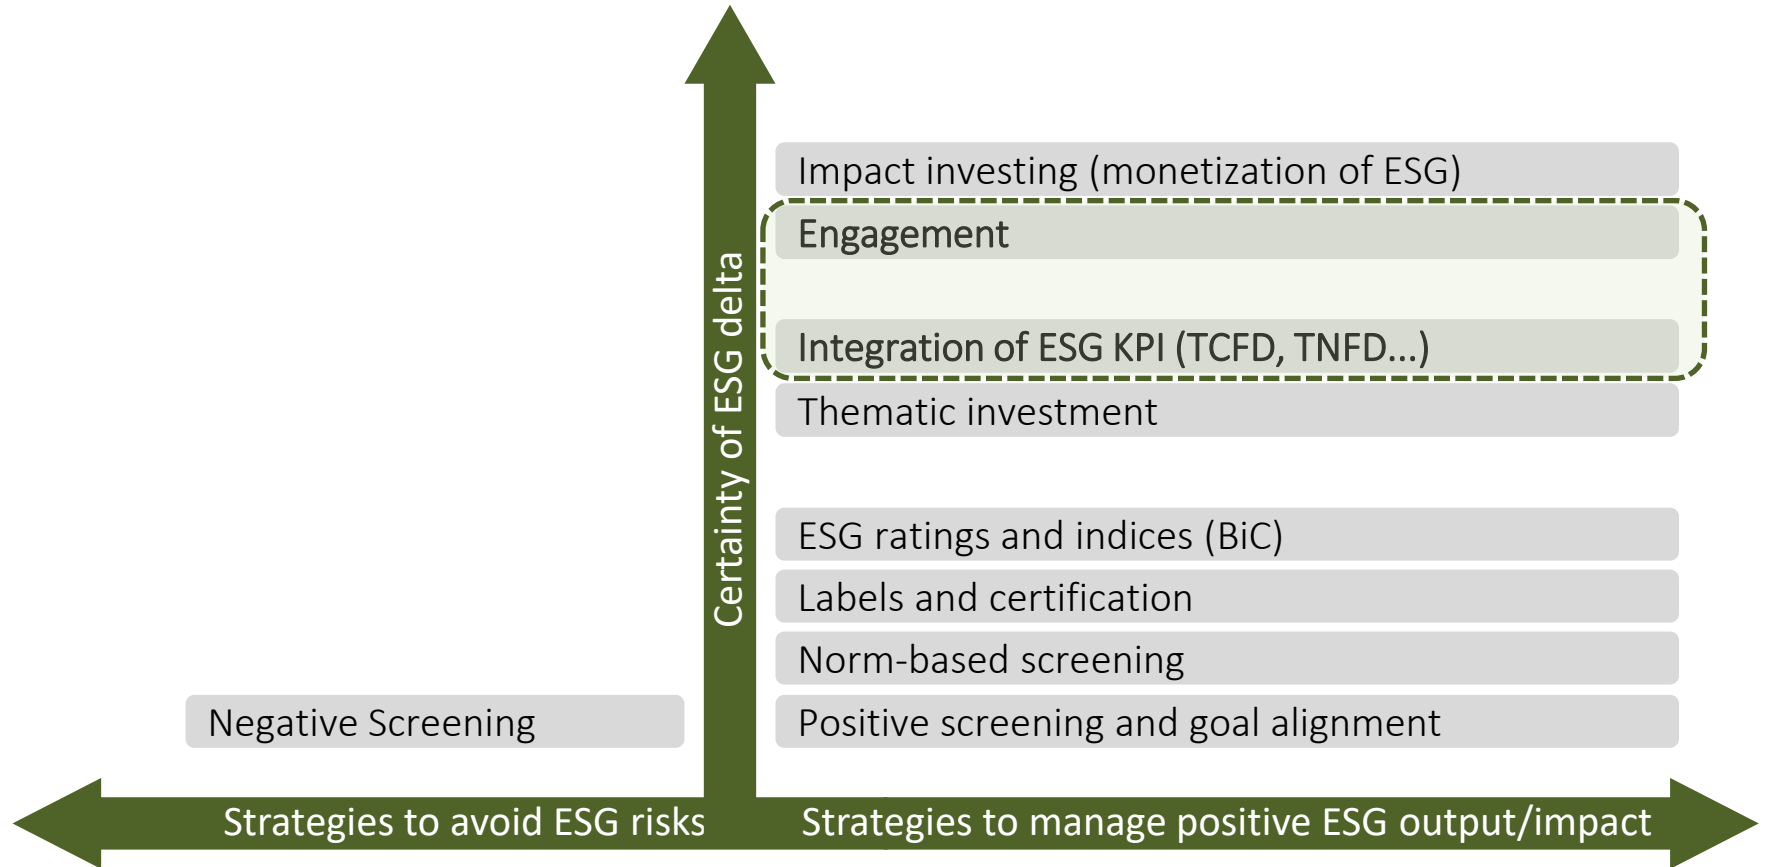 Impact investing (monetization of ESG)
Engagement
Integration of ESG KPI (TCFD, TNFD...)
Thematic investment
Certainty of ESG delta
ESG ratings and indices (BiC)
Labels and certification
Norm-based screening
Negative Screening
Positive screening and goal alignment
Strategies to avoid ESG risks
Strategies to manage positive ESG output/impact